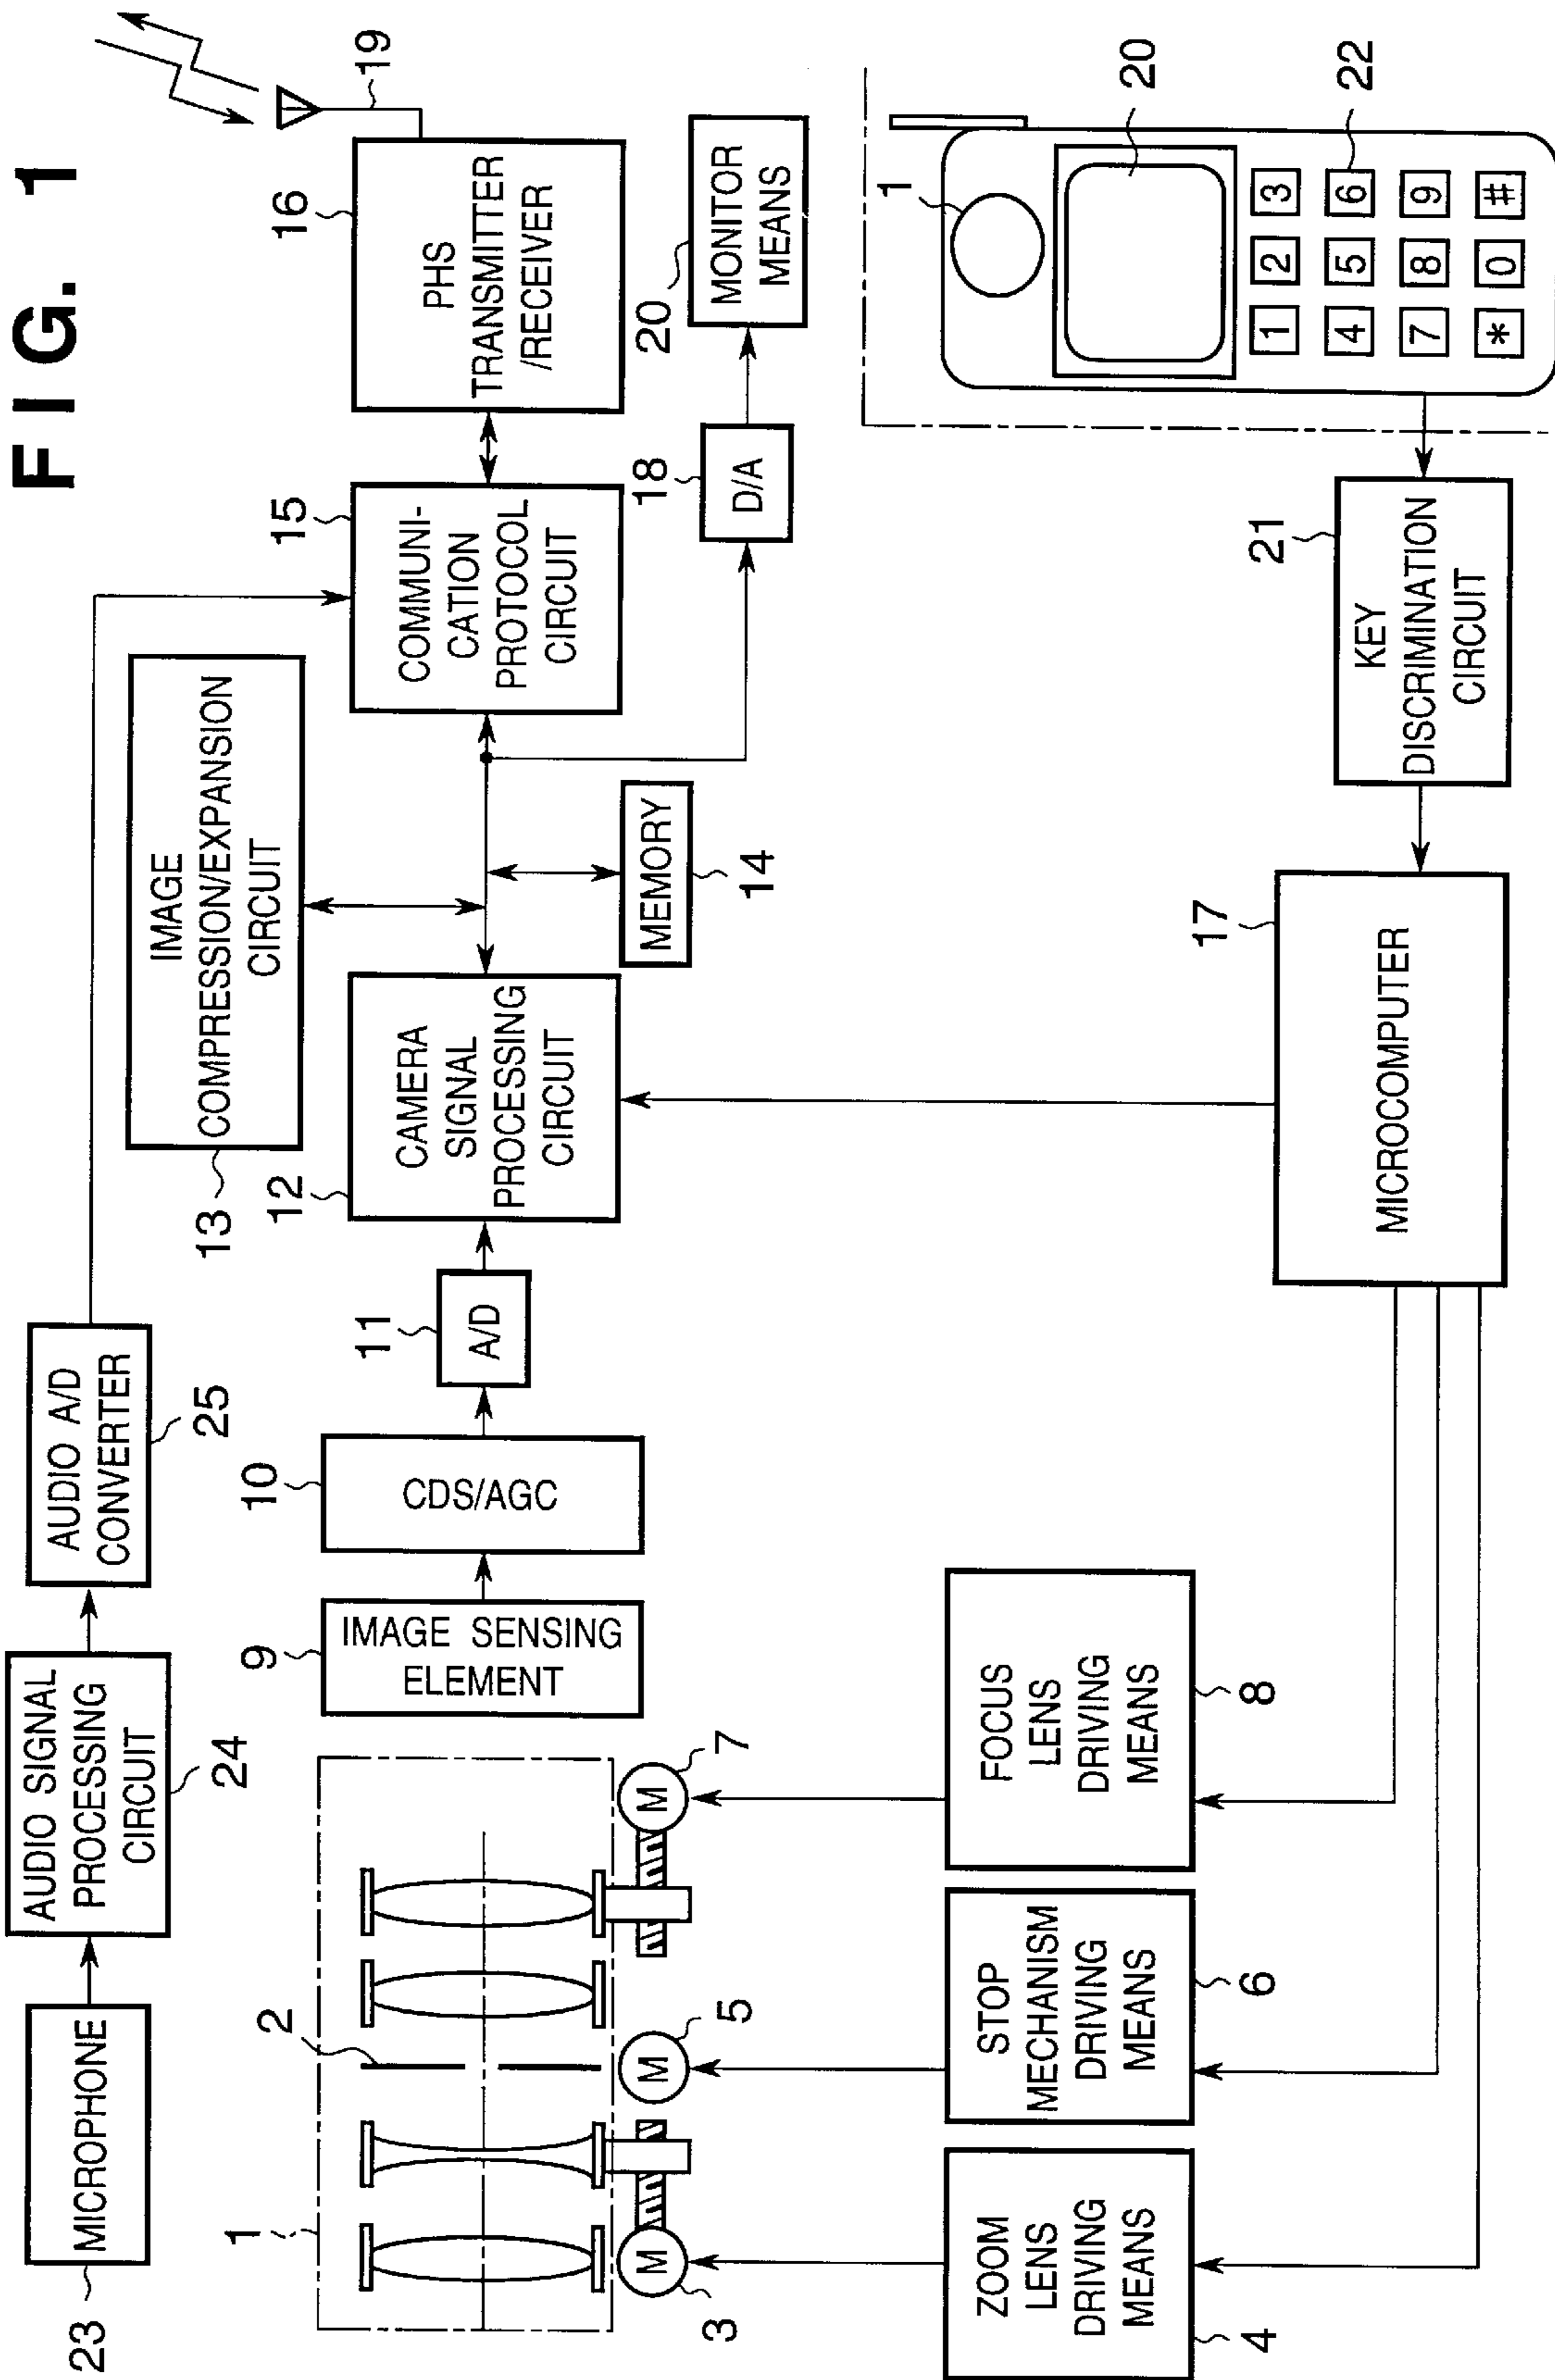 FIG. 1
23
MICROPHONE
AUDIO SIGNAL
PROCESSING
CIRCUIT
24
AUDIO A/D
CONVERTER
25
1
2
3
M
5
M
7
M
9
IMAGE SENSING
ELEMENT
10
CDS/AGC
11
A/D
12
CAMERA
SIGNAL
PROCESSING
CIRCUIT
13
IMAGE
COMPRESSION/EXPANSION
CIRCUIT
MEMORY
14
15
COMMUNI-
CATION
PROTOCOL
CIRCUIT
16
PHS
TRANSMITTER
/RECEIVER
19
18
D/A
20
MONITOR
MEANS
ZOOM
LENS
DRIVING
MEANS
4
STOP
MECHANISM
DRIVING
MEANS
6
FOCUS
LENS
DRIVING
MEANS
8
17
MICROCOMPUTER
21
KEY
DISCRIMINATION
CIRCUIT
1
20
22
1 2 3
4 5 6
7 8 9
* 0 #